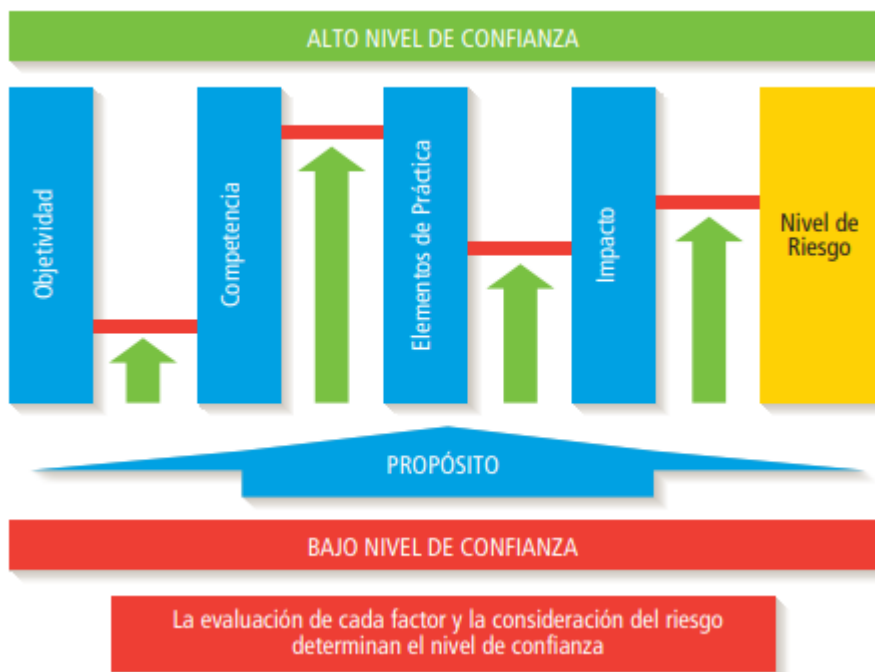 ALTO NIVEL DE CONFIANZA
Objetividad
Competencia
Elementos de Práctica
Impacto
Nivel de
Riesgo
PROPÓSITO
BAJO NIVEL DE CONFIANZA
La evaluación de cada factor y la consideración del riesgo
determinan el nivel de confianza